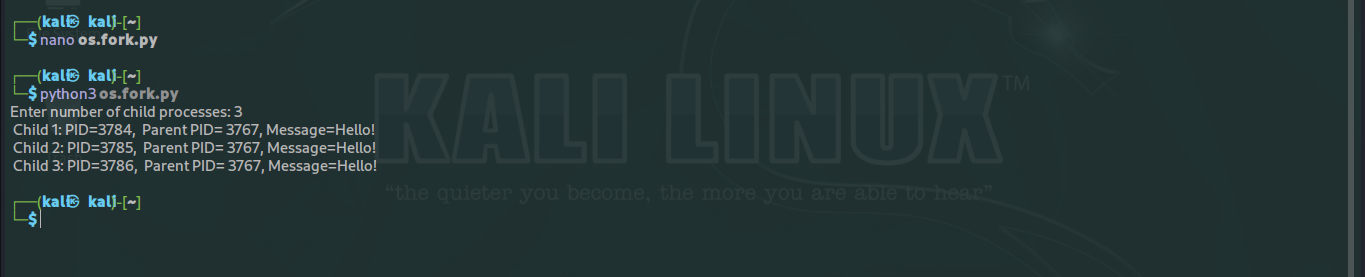 ┌──(kali㉿ kali)-[~]
└─$ nano os.fork.py
┌──(kali㉿ kali)-[~]
└─$ python3 os.fork.py
Enter number of child processes: 3
Child 1: PID=3784,  Parent PID= 3767, Message=Hello!
Child 2: PID=3785,  Parent PID= 3767, Message=Hello!
Child 3: PID=3786,  Parent PID= 3767, Message=Hello!
┌──(kali㉿ kali)-[~]
└─$
KALI LINUX™
“the quieter you become, the more you are able to hear”